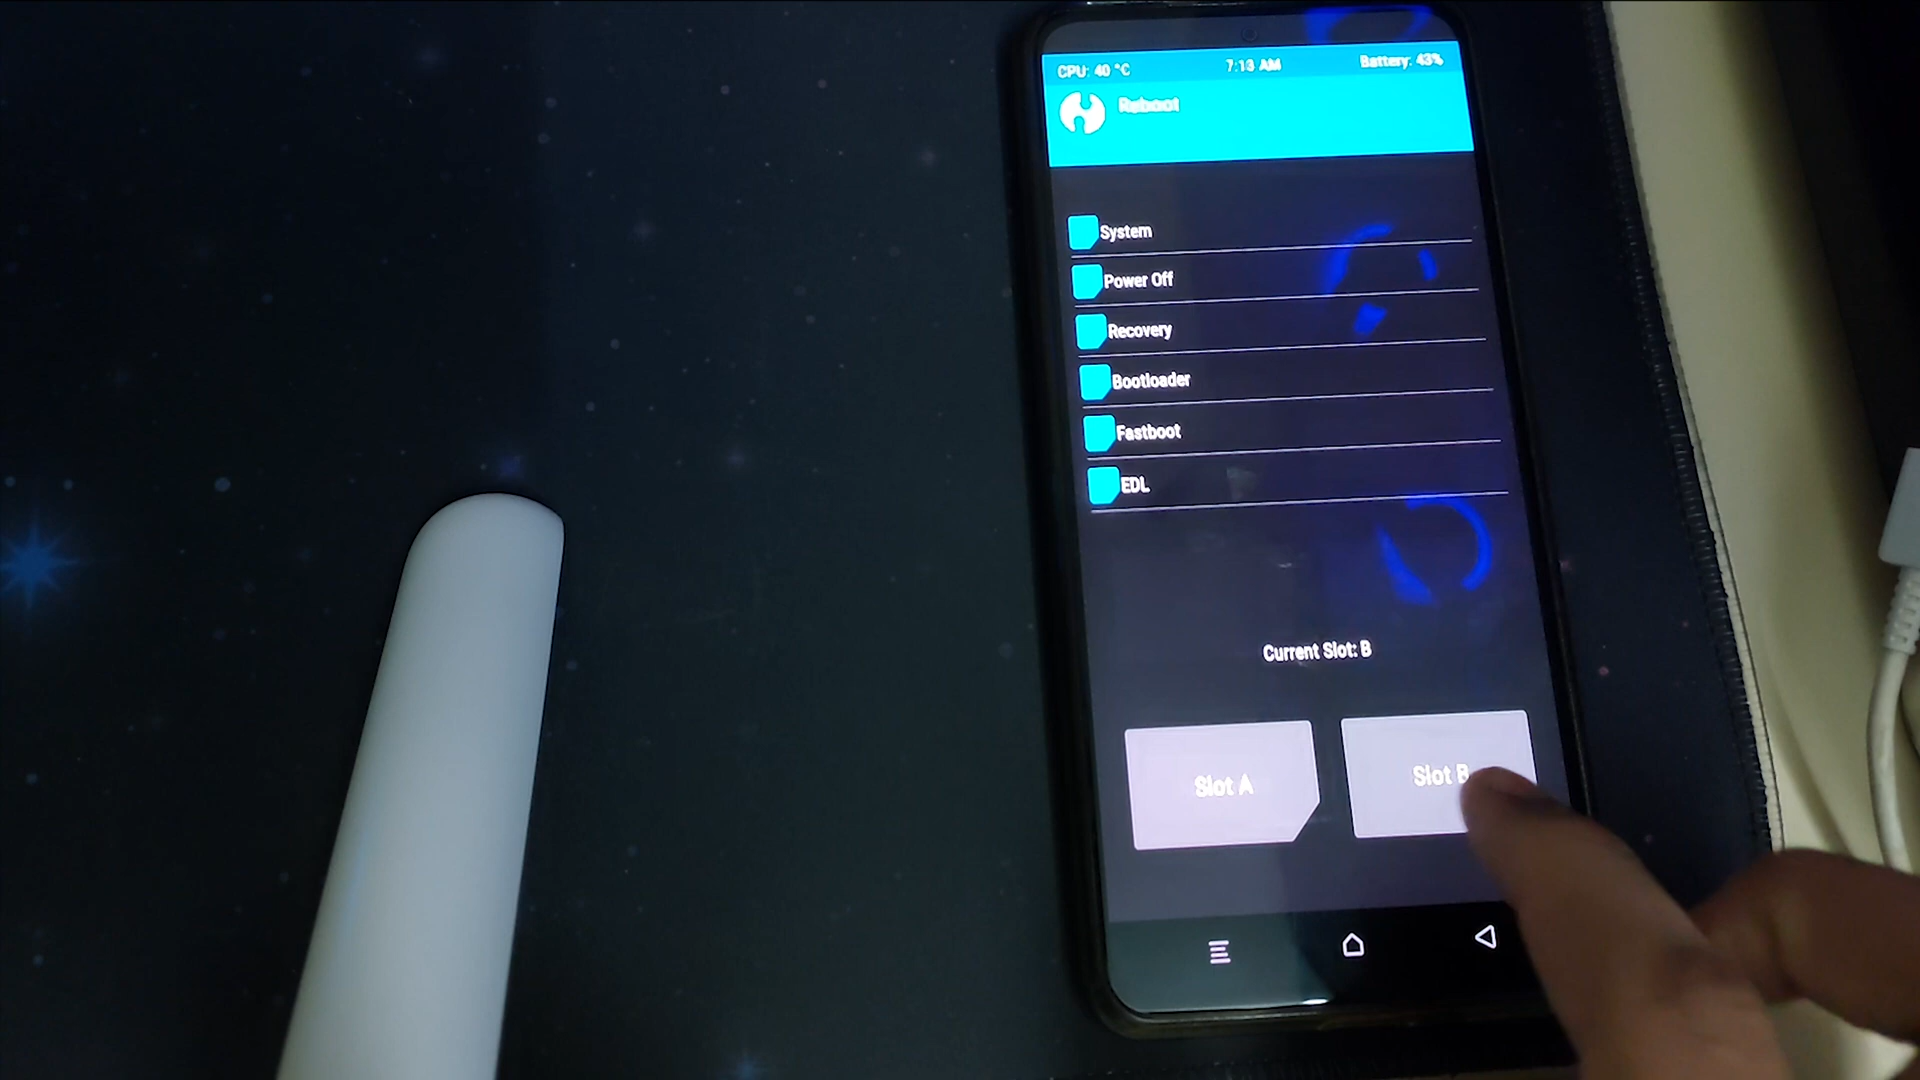 CPU: 40 °C 7:13 AM Battery: 43%
Reboot
System
Power Off
Recovery
Bootloader
Fastboot
EDL
Current Slot: B
Slot A Slot B